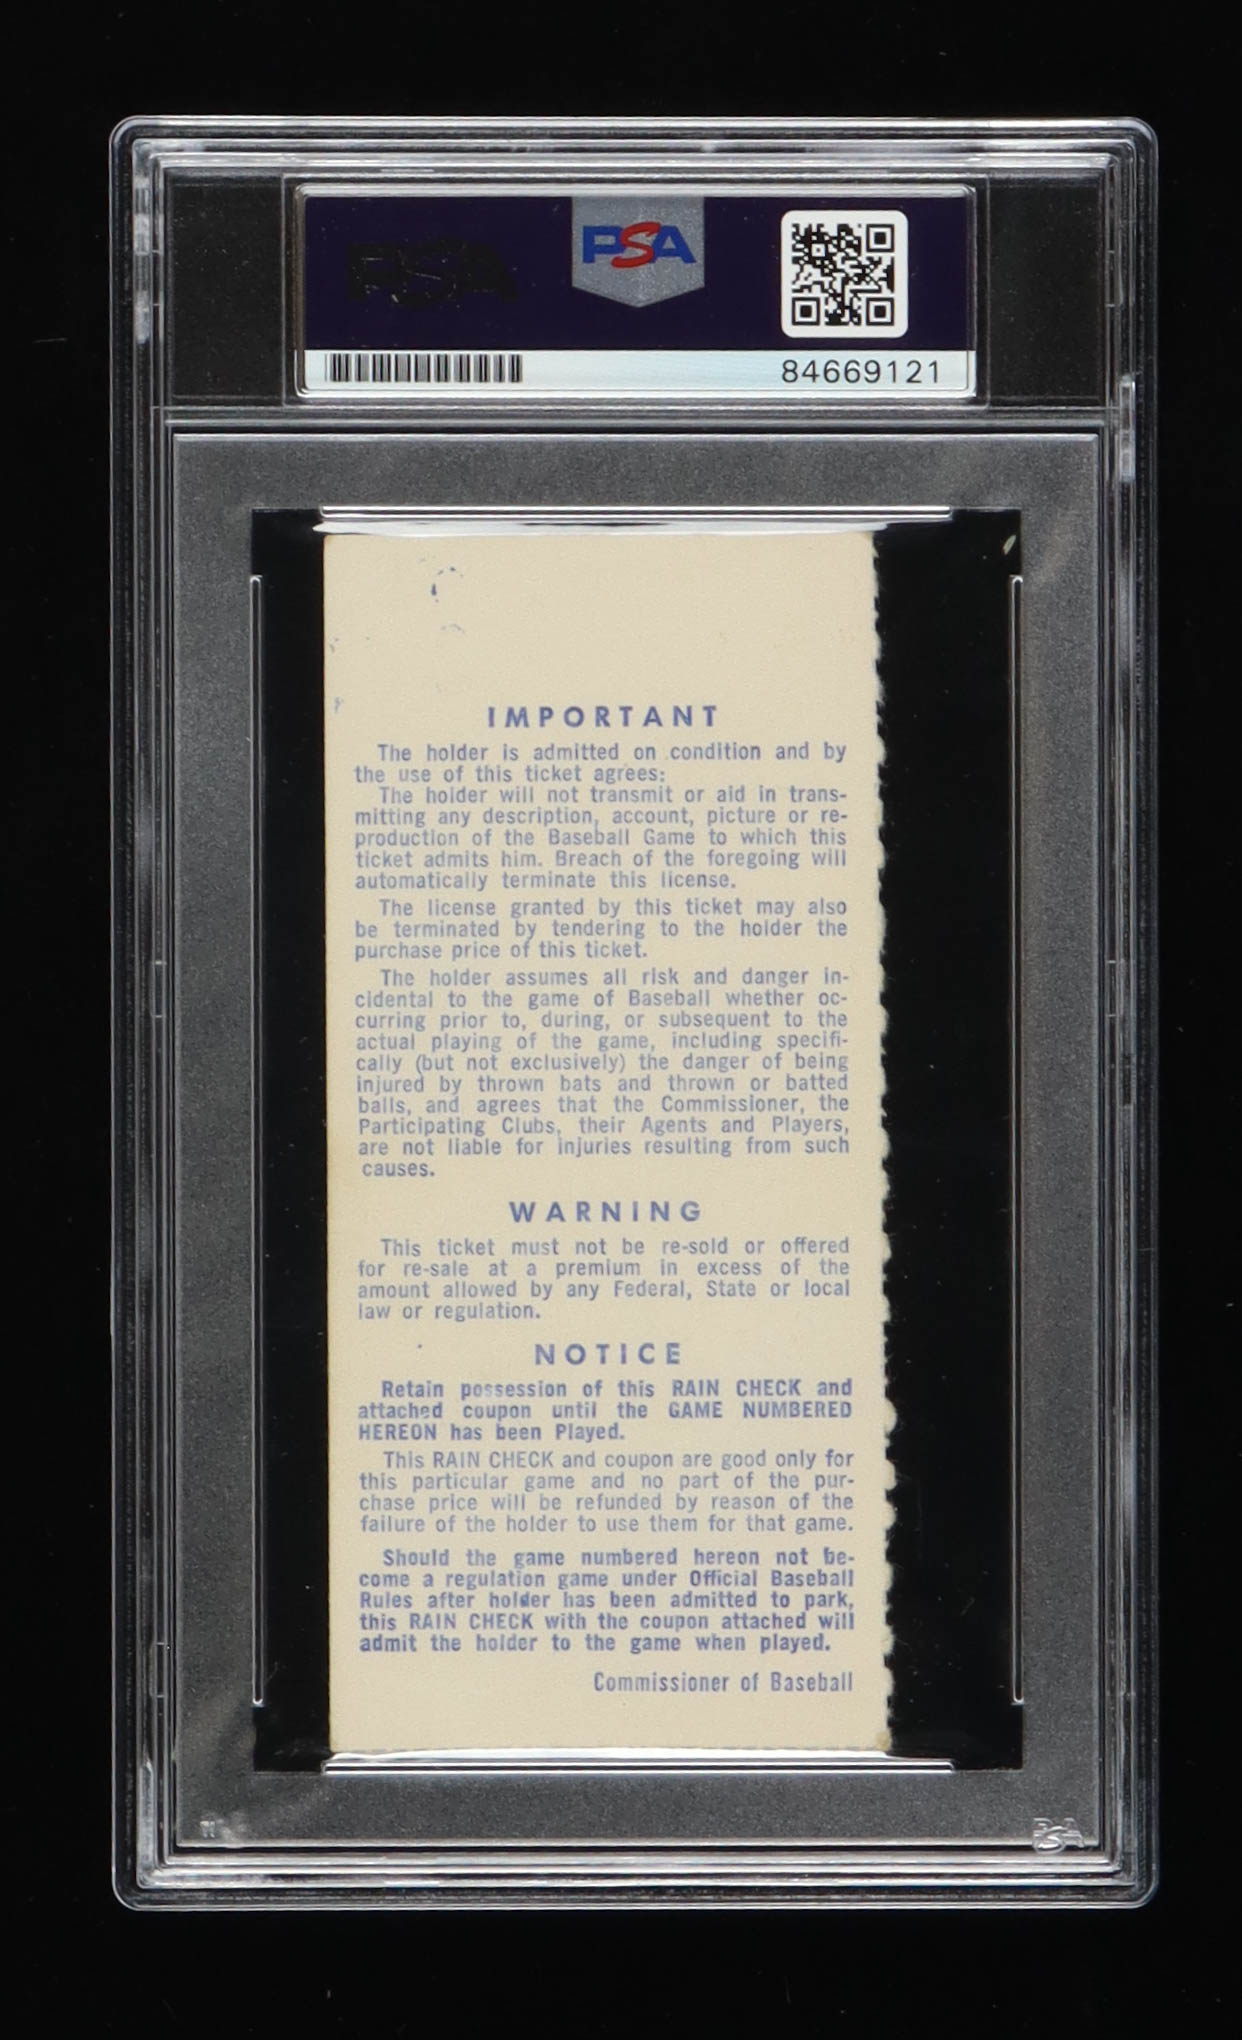 PSA
84669121
IMPORTANT
The holder is admitted on condition and by
the use of this ticket agrees:
The holder will not transmit or aid in trans-
mitting any description, account, picture or re-
production of the Baseball Game to which this
ticket admits him. Breach of the foregoing will
automatically terminate this license.
The license granted by this ticket may also
be terminated by tendering to the holder the
purchase price of this ticket.
The holder assumes all risk and danger in-
cidental to the game of Baseball whether oc-
curring prior to, during, or subsequent to the
actual playing of the game, including specifi-
cally (but not exclusively) the danger of being
injured by thrown bats and thrown or batted
balls, and agrees that the Commissioner, the
Participating Clubs, their Agents and Players,
are not liable for injuries resulting from such
causes.
WARNING
This ticket must not be re-sold or offered
for re-sale at a premium in excess of the
amount allowed by any Federal, State or local
law or regulation.
NOTICE
Retain possession of this RAIN CHECK and
attached coupon until the GAME NUMBERED
HEREON has been Played.
This RAIN CHECK and coupon are good only for
this particular game and no part of the pur-
chase price will be refunded by reason of the
failure of the holder to use them for that game.
Should the game numbered hereon not be-
come a regulation game under Official Baseball
Rules after holder has been admitted to park,
this RAIN CHECK with the coupon attached will
admit the holder to the game when played.
Commissioner of Baseball
PSA